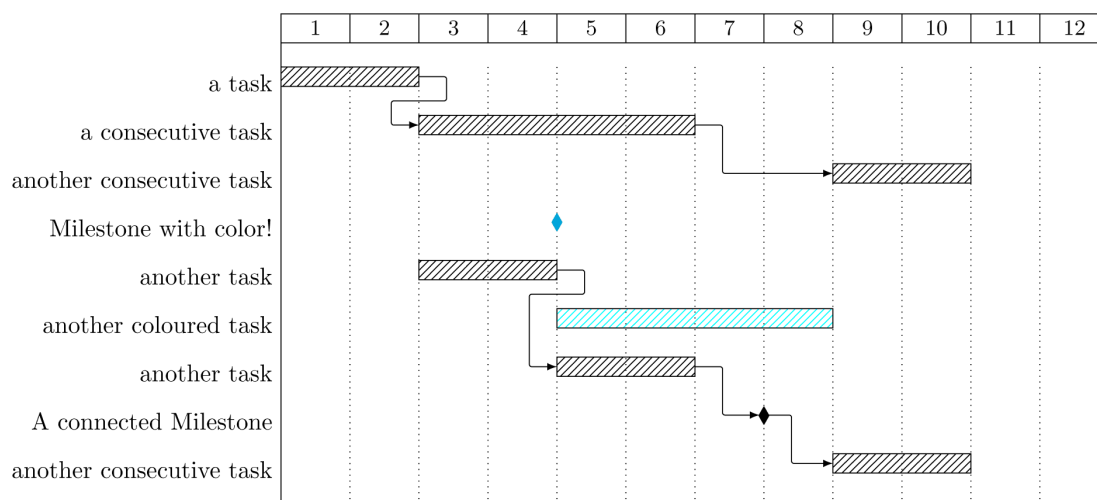 1 2 3 4 5 6 7 8 9 10 11 12
a task
a consecutive task
another consecutive task
Milestone with color!
another task
another coloured task
another task
A connected Milestone
another consecutive task